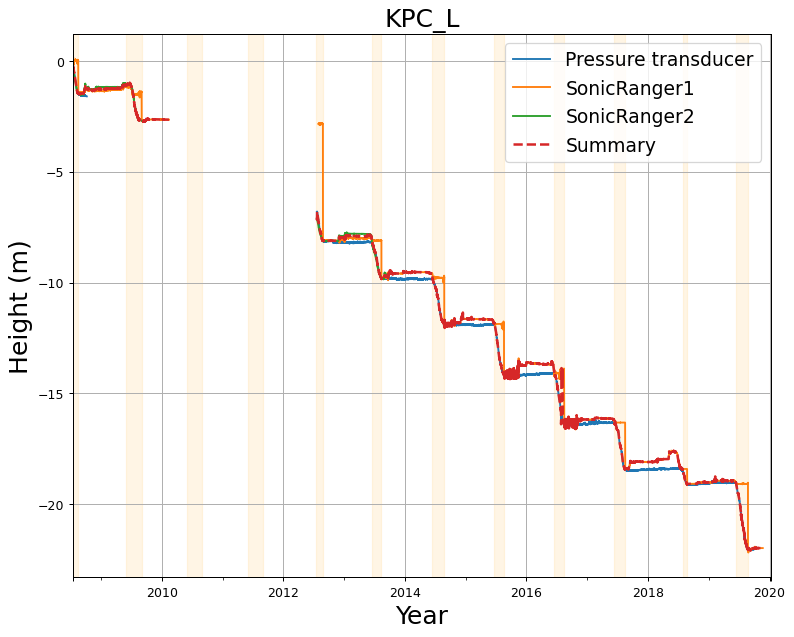 KPC_L
Pressure transducer
SonicRanger1
SonicRanger2
Summary
0
−5
−10
−15
−20
Height (m)
2010
2012
2014
2016
2018
2020
Year